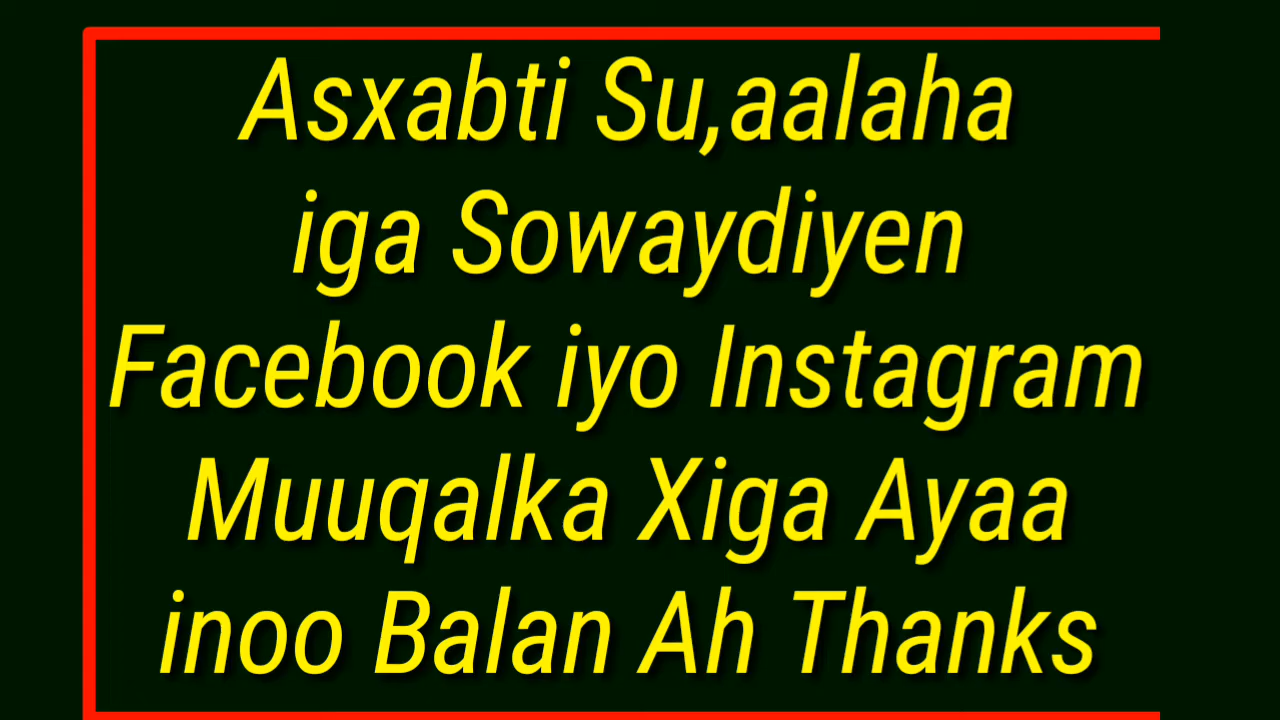 Asxabti Su,aalaha
iga Sowaydiyen
Facebook iyo Instagram
Muuqalka Xiga Ayaa
inoo Balan Ah Thanks